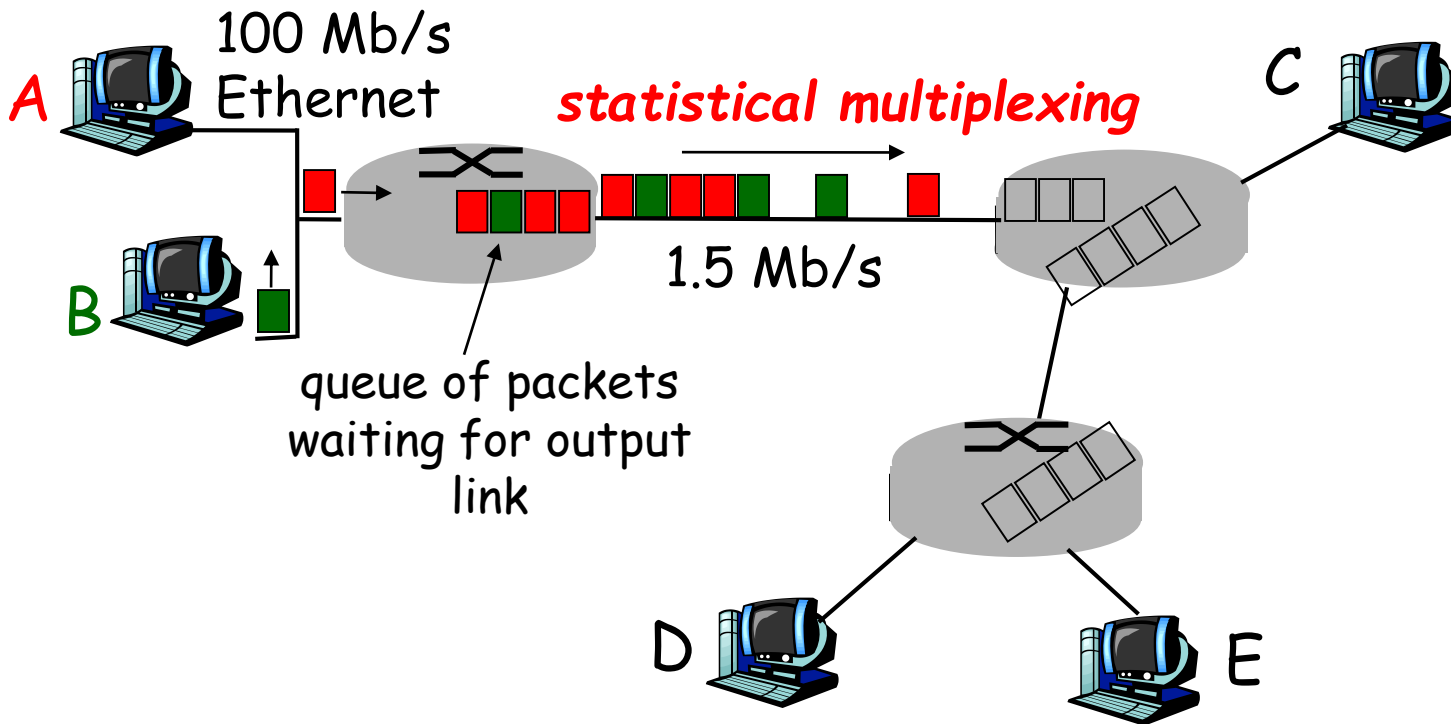 100 Mb/s
Ethernet
A
statistical multiplexing
C
B
1.5 Mb/s
queue of packets
waiting for output
link
D
E